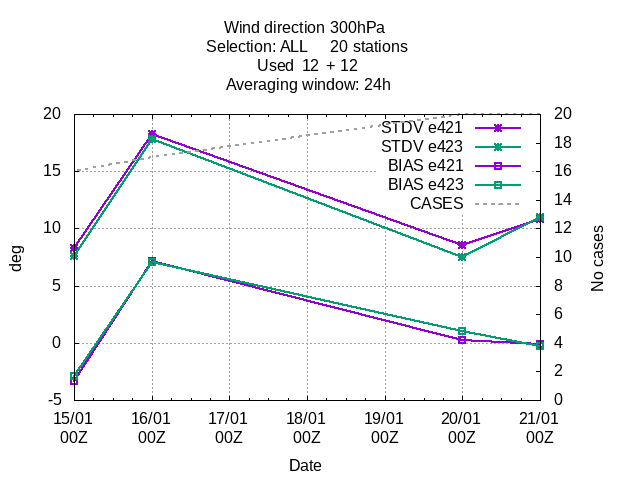 Wind direction 300hPa
Selection: ALL     20 stations
Used  12 + 12
Averaging window: 24h
20
15
10
5
0
-5
deg
20
18
16
14
12
10
8
6
4
2
0
No cases
STDV e421
STDV e423
BIAS e421
BIAS e423
CASES
15/01 16/01 17/01 18/01 19/01 20/01 21/01
00Z 00Z 00Z 00Z 00Z 00Z 00Z
Date